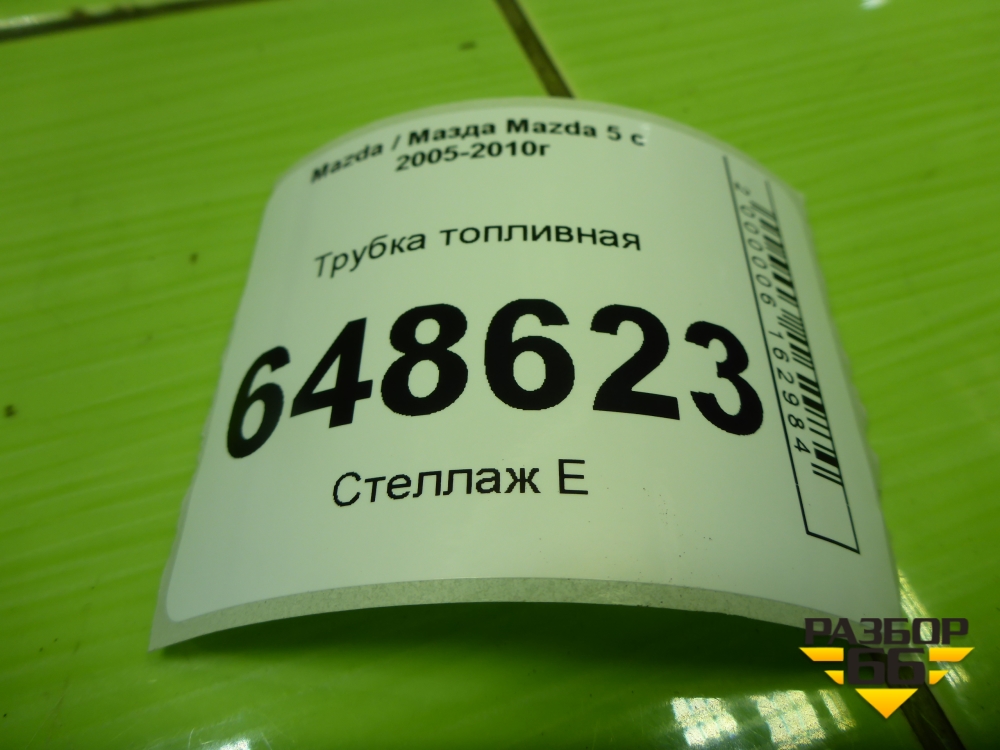 Mazda / Мазда Mazda 5 с
2005-2010г
Трубка топливная
648623
Стеллаж Е
2000006162984
РАЗБОР
66